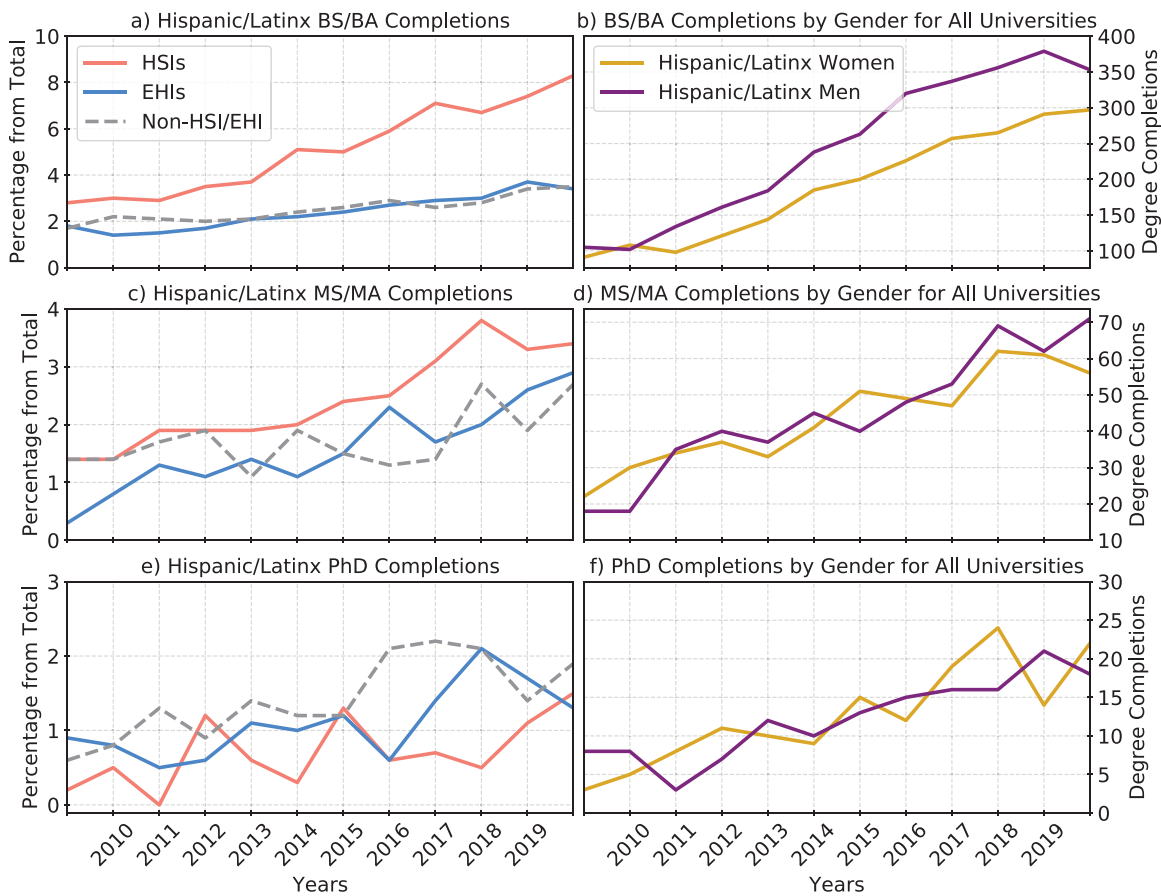 a) Hispanic/Latinx BS/BA Completions
b) BS/BA Completions by Gender for All Universities
Percentage from Total
10
8
6
4
2
0
HSIs
EHIs
Non-HSI/EHI
Hispanic/Latinx Women
Hispanic/Latinx Men
400
350
300
250
200
150
100
Degree Completions
c) Hispanic/Latinx MS/MA Completions
d) MS/MA Completions by Gender for All Universities
Percentage from Total
4
3
2
1
0
70
60
50
40
30
20
10
Degree Completions
e) Hispanic/Latinx PhD Completions
f) PhD Completions by Gender for All Universities
Percentage from Total
3
2
1
0
30
25
20
15
10
5
0
Degree Completions
2010 2011 2012 2013 2014 2015 2016 2017 2018 2019
2010 2011 2012 2013 2014 2015 2016 2017 2018 2019
Years
Years